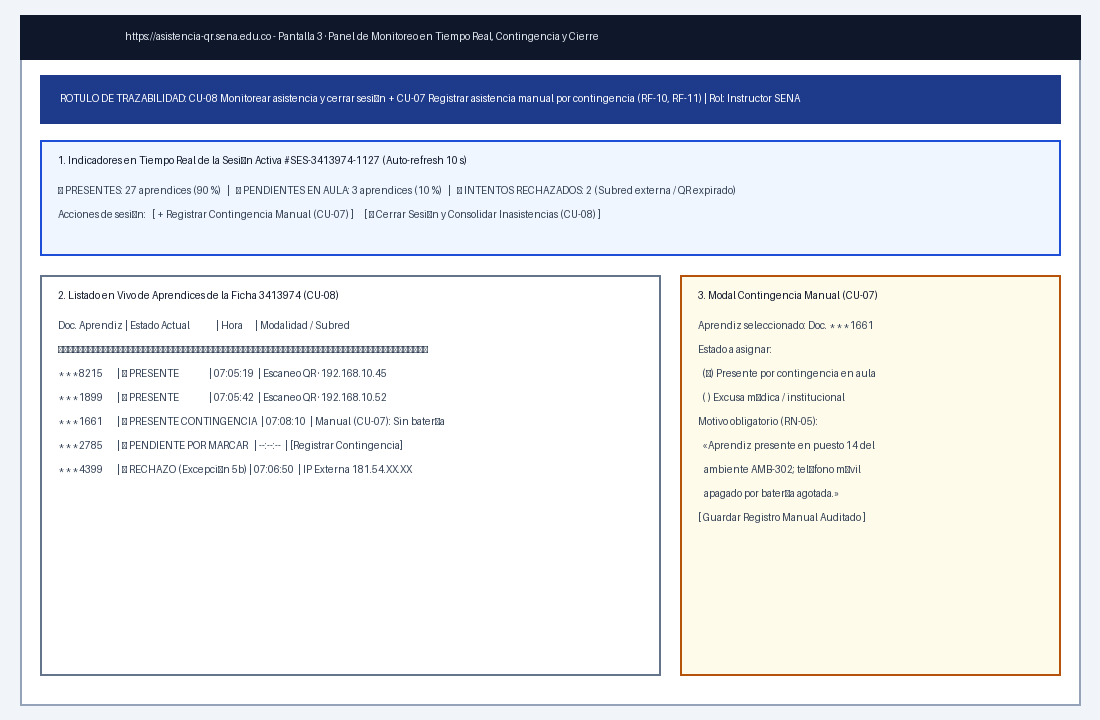 https://asistencia-qr.sena.edu.co - Pantalla 3 · Panel de Monitoreo en Tiempo Real, Contingencia y Cierre
ROTULO DE TRAZABILIDAD: CU-08 Monitorear asistencia y cerrar sesi▯n + CU-07 Registrar asistencia manual por contingencia (RF-10, RF-11) | Rol: Instructor SENA
1. Indicadores en Tiempo Real de la Sesi▯n Activa #SES-3413974-1127 (Auto-refresh 10 s)
▯ PRESENTES: 27 aprendices (90 %) | ▯ PENDIENTES EN AULA: 3 aprendices (10 %) | ▯ INTENTOS RECHAZADOS: 2 (Subred externa / QR expirado)
Acciones de sesi▯n: [ + Registrar Contingencia Manual (CU-07) ] [ ▯ Cerrar Sesi▯n y Consolidar Inasistencias (CU-08) ]
2. Listado en Vivo de Aprendices de la Ficha 3413974 (CU-08)
Doc. Aprendiz | Estado Actual | Hora | Modalidad / Subred
***8215 | ▯ PRESENTE | 07:05:19 | Escaneo QR · 192.168.10.45
***1899 | ▯ PRESENTE | 07:05:42 | Escaneo QR · 192.168.10.52
***1661 | ▯ PRESENTE CONTINGENCIA | 07:08:10 | Manual (CU-07): Sin bater▯a
***2785 | ▯ PENDIENTE POR MARCAR | --:--:-- | [Registrar Contingencia]
***4399 | ▯ RECHAZO (Excepci▯n 5b) | 07:06:50 | IP Externa 181.54.XX.XX
3. Modal Contingencia Manual (CU-07)
Aprendiz seleccionado: Doc. ***1661
Estado a asignar:
(▯) Presente por contingencia en aula
( ) Excusa m▯dica / institucional
Motivo obligatorio (RN-05):
«Aprendiz presente en puesto 14 del
ambiente AMB-302; tel▯fono m▯vil
apagado por bater▯a agotada.»
[ Guardar Registro Manual Auditado ]